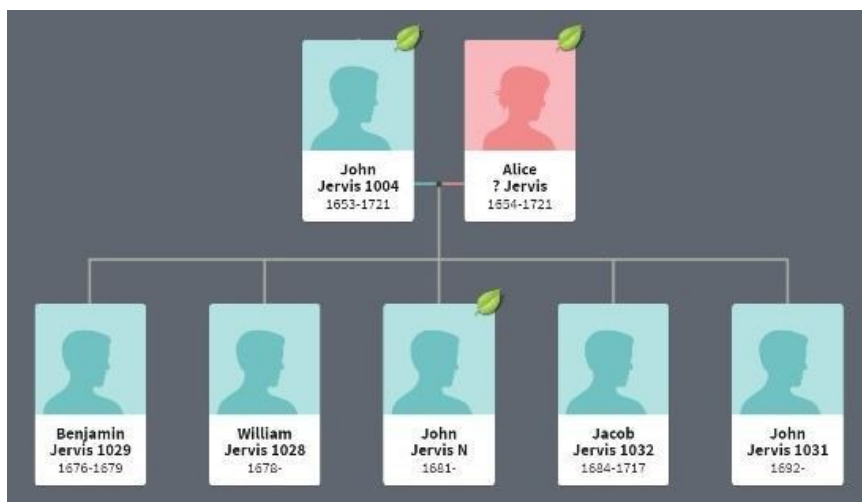 John
Jervis 1004
1653-1721
Alice
? Jervis
1654-1721
Benjamin
Jervis 1029
1676-1679
William
Jervis 1028
1678-
John
Jervis N
1681-
Jacob
Jervis 1032
1684-1717
John
Jervis 1031
1692-